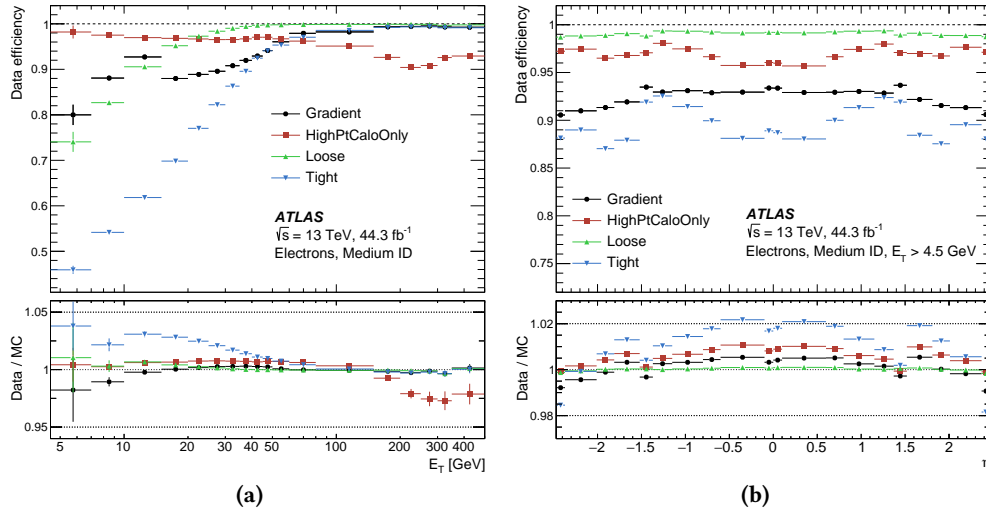 Data efficiency
1
0.9
0.8
0.7
0.6
0.5
Gradient
HighPtCaloOnly
Loose
Tight
ATLAS
√s = 13 TeV, 44.3 fb⁻¹
Electrons, Medium ID
Data / MC
1.05
1
0.95
5 10 20 30 40 50 100 200 300 400
E_T [GeV]
(a)
Data efficiency
1
0.95
0.9
0.85
0.8
0.75
Gradient
HighPtCaloOnly
Loose
Tight
ATLAS
√s = 13 TeV, 44.3 fb⁻¹
Electrons, Medium ID, E_T > 4.5 GeV
Data / MC
1.02
1
0.98
−2 −1.5 −1 −0.5 0 0.5 1 1.5 2
(b)